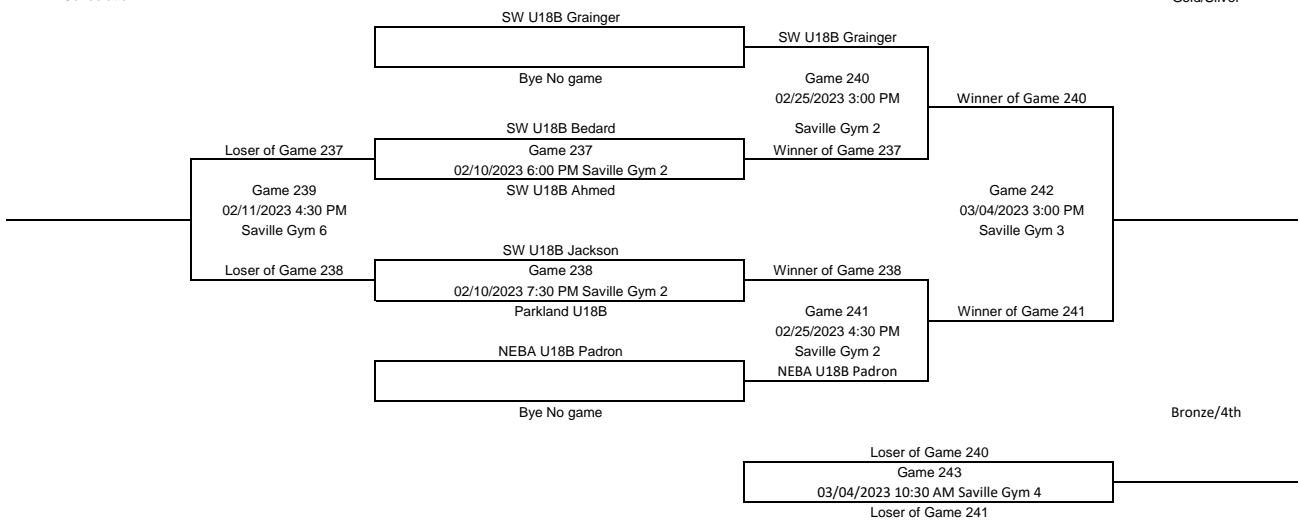 SW U18B Grainger
SW U18B Grainger
Bye No game
Game 240
02/25/2023 3:00 PM
Winner of Game 240
SW U18B Bedard
Saville Gym 2
Loser of Game 237
Game 237
Winner of Game 237
02/10/2023 6:00 PM Saville Gym 2
Game 239
SW U18B Ahmed
Game 242
02/11/2023 4:30 PM
03/04/2023 3:00 PM
Saville Gym 6
Saville Gym 3
SW U18B Jackson
Loser of Game 238
Game 238
Winner of Game 238
02/10/2023 7:30 PM Saville Gym 2
Parkland U18B
Game 241
Winner of Game 241
02/25/2023 4:30 PM
NEBA U18B Padron
Saville Gym 2
NEBA U18B Padron
Bye No game
Bronze/4th
Loser of Game 240
Game 243
03/04/2023 10:30 AM Saville Gym 4
Loser of Game 241